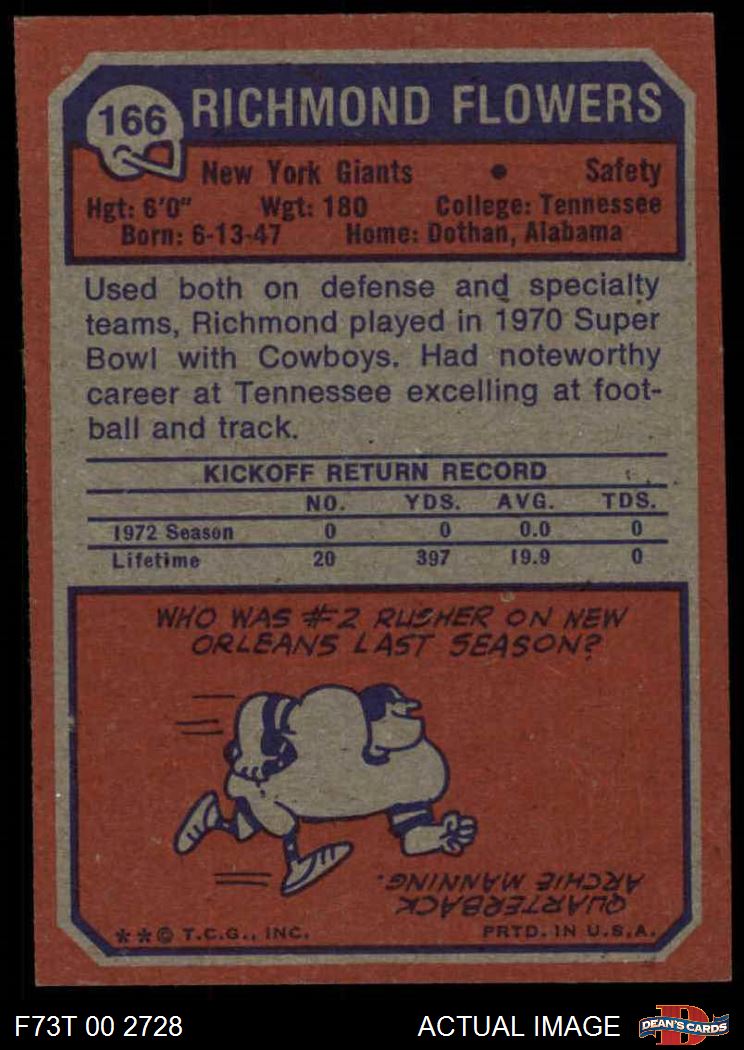 166
RICHMOND FLOWERS
New York Giants • Safety
Hgt: 6'0" Wgt: 180 College: Tennessee
Born: 6-13-47 Home: Dothan, Alabama
Used both on defense and specialty
teams, Richmond played in 1970 Super
Bowl with Cowboys. Had noteworthy
career at Tennessee excelling at foot-
ball and track.
KICKOFF RETURN RECORD
NO. YDS. AVG. TDS.
1972 Season 0 0 0.0 0
Lifetime 20 397 19.9 0
WHO WAS #2 RUSHER ON NEW
ORLEANS LAST SEASON?
QUARTERBACK
ARCHIE MANNING.
**© T.C.G., INC. PRTD. IN U.S.A.
F73T 00 2728 ACTUAL IMAGE
D
DEAN'S CARDS